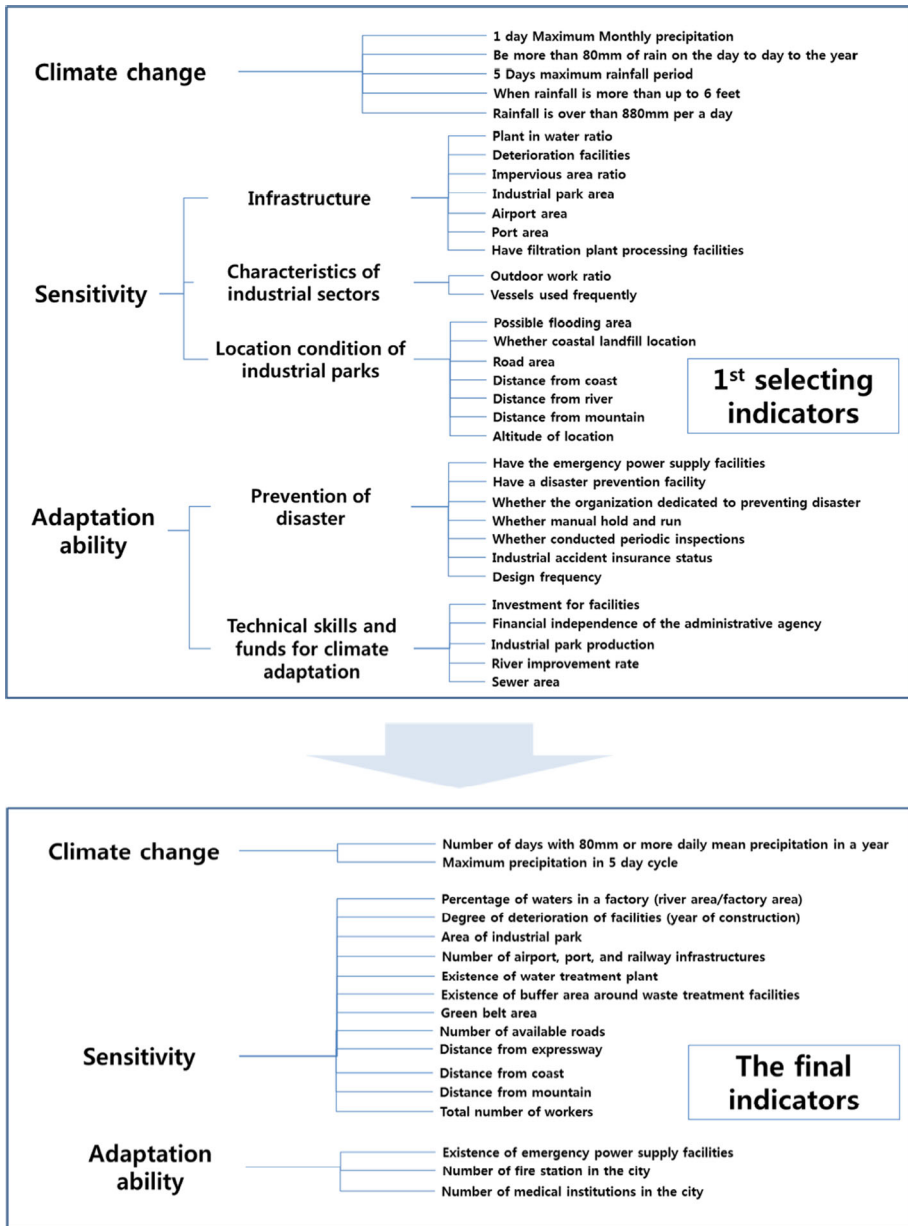 Climate change
1 day Maximum Monthly precipitation
Be more than 80mm of rain on the day to day to the year
5 Days maximum rainfall period
When rainfall is more than up to 6 feet
Rainfall is over 880mm per a day
Sensitivity
Infrastructure
Plant in water ratio
Deterioration facilities
Impervious area ratio
Industrial park area
Airport area
Port area
Have filtration plant processing facilities
Characteristics of
industrial sectors
Outdoor work ratio
Vessels used frequently
Location condition of
industrial parks
Possible flooding area
Whether coastal landfill location
Road area
Distance from coast
Distance from river
Distance from mountain
Altitude of location
1st selecting
indicators
Adaptation
ability
Prevention of
disaster
Have the emergency power supply facilities
Have a disaster prevention facility
Whether the organization dedicated to preventing disaster
Whether manual hold and run
Whether conducted periodic inspections
Industrial accident insurance status
Design frequency
Technical skills and
funds for climate
adaptation
Investment for facilities
Financial independence of the administrative agency
Industrial park production
River improvement rate
Sewer area
Climate change
Number of days with 80mm or more daily mean precipitation in a year
Maximum precipitation in 5 day cycle
Sensitivity
Percentage of waters in a factory (river area/factory area)
Degree of deterioration of facilities (year of construction)
Area of industrial park
Number of airport, port, and railway infrastructures
Existence of water treatment plant
Existence of buffer area around waste treatment facilities
Green belt area
Number of available roads
Distance from expressway
Distance from coast
Distance from mountain
Total number of workers
The final
indicators
Adaptation
ability
Existence of emergency power supply facilities
Number of fire station in the city
Number of medical institutions in the city